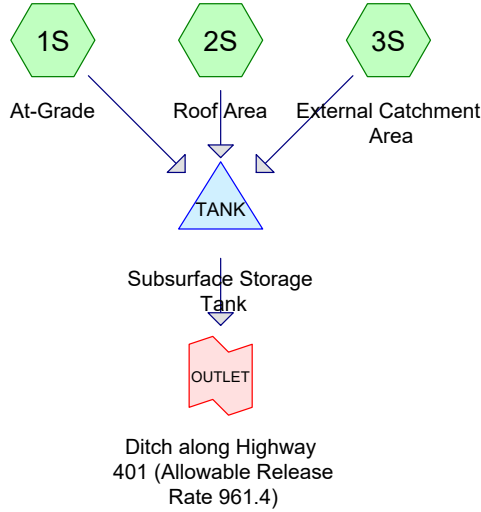 1S
2S
3S
At-Grade
Roof Area
External Catchment
Area
TANK
Subsurface Storage
Tank
OUTLET
Ditch along Highway
401 (Allowable Release
Rate 961.4)